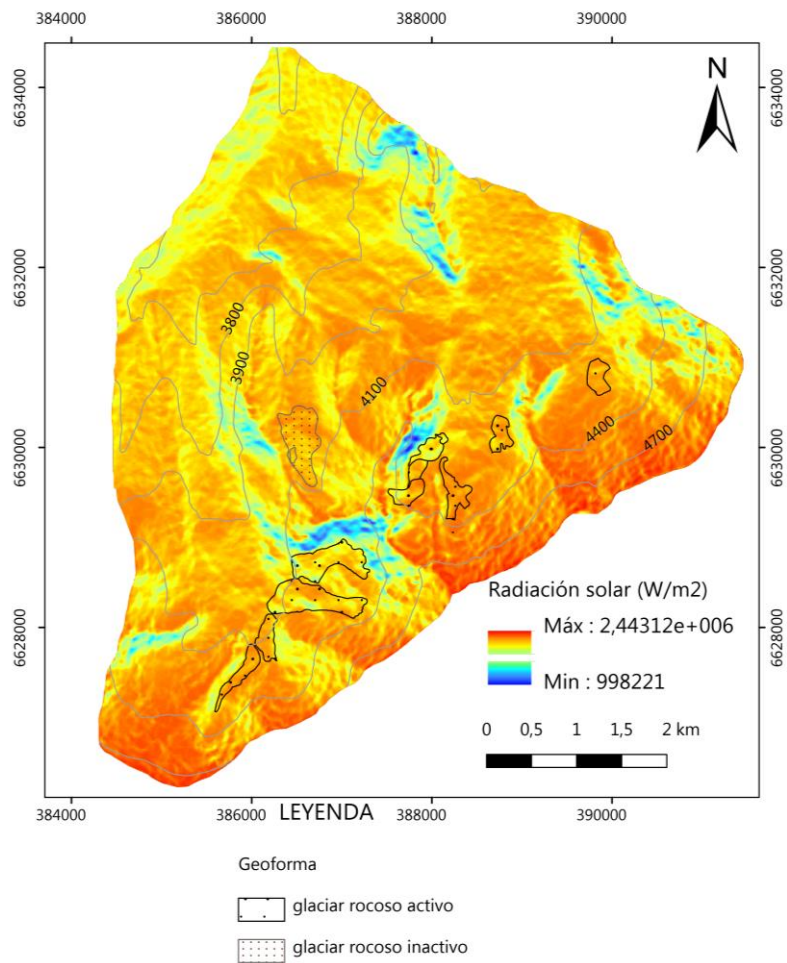 384000 386000 388000 390000
6634000 6634000
N
6632000 6632000
3800
3900
4100
6630000 6630000
4400
4700
Radiación solar (W/m2)
Máx : 2,44312e+006
Min : 998221
6628000 6628000
0 0,5 1 1,5 2 km
384000 386000 388000 390000
LEYENDA
Geoforma
glaciar rocoso activo
glaciar rocoso inactivo